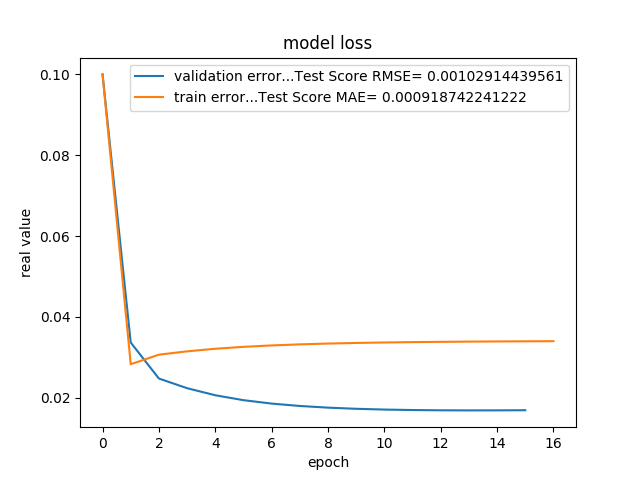 model loss
validation error...Test Score RMSE= 0.00102914439561
train error...Test Score MAE= 0.000918742241222
real value
0.10
0.08
0.06
0.04
0.02
0 2 4 6 8 10 12 14 16
epoch